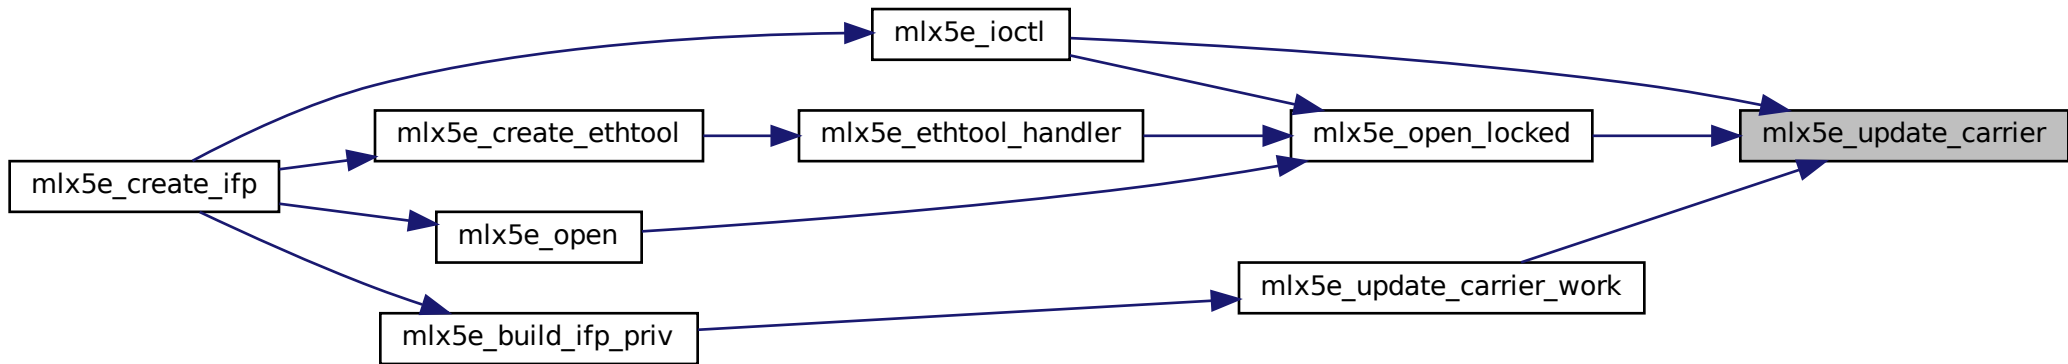 mlx5e_ioctl
mlx5e_create_ethtool
mlx5e_ethtool_handler
mlx5e_open_locked
mlx5e_update_carrier
mlx5e_create_ifp
mlx5e_open
mlx5e_update_carrier_work
mlx5e_build_ifp_priv